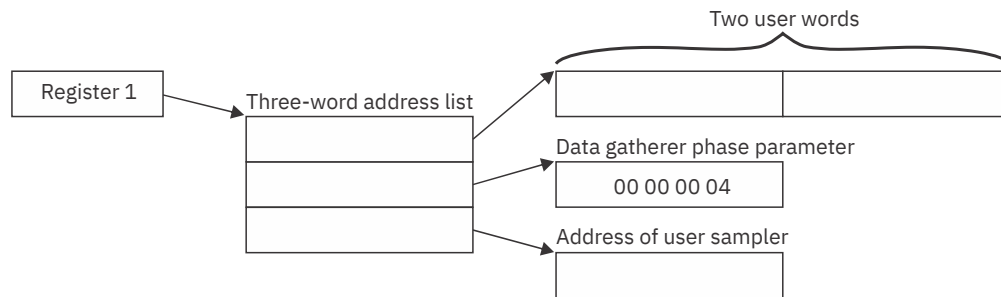 Two user words
Register 1
Three-word address list
Data gatherer phase parameter
00 00 00 04
Address of user sampler